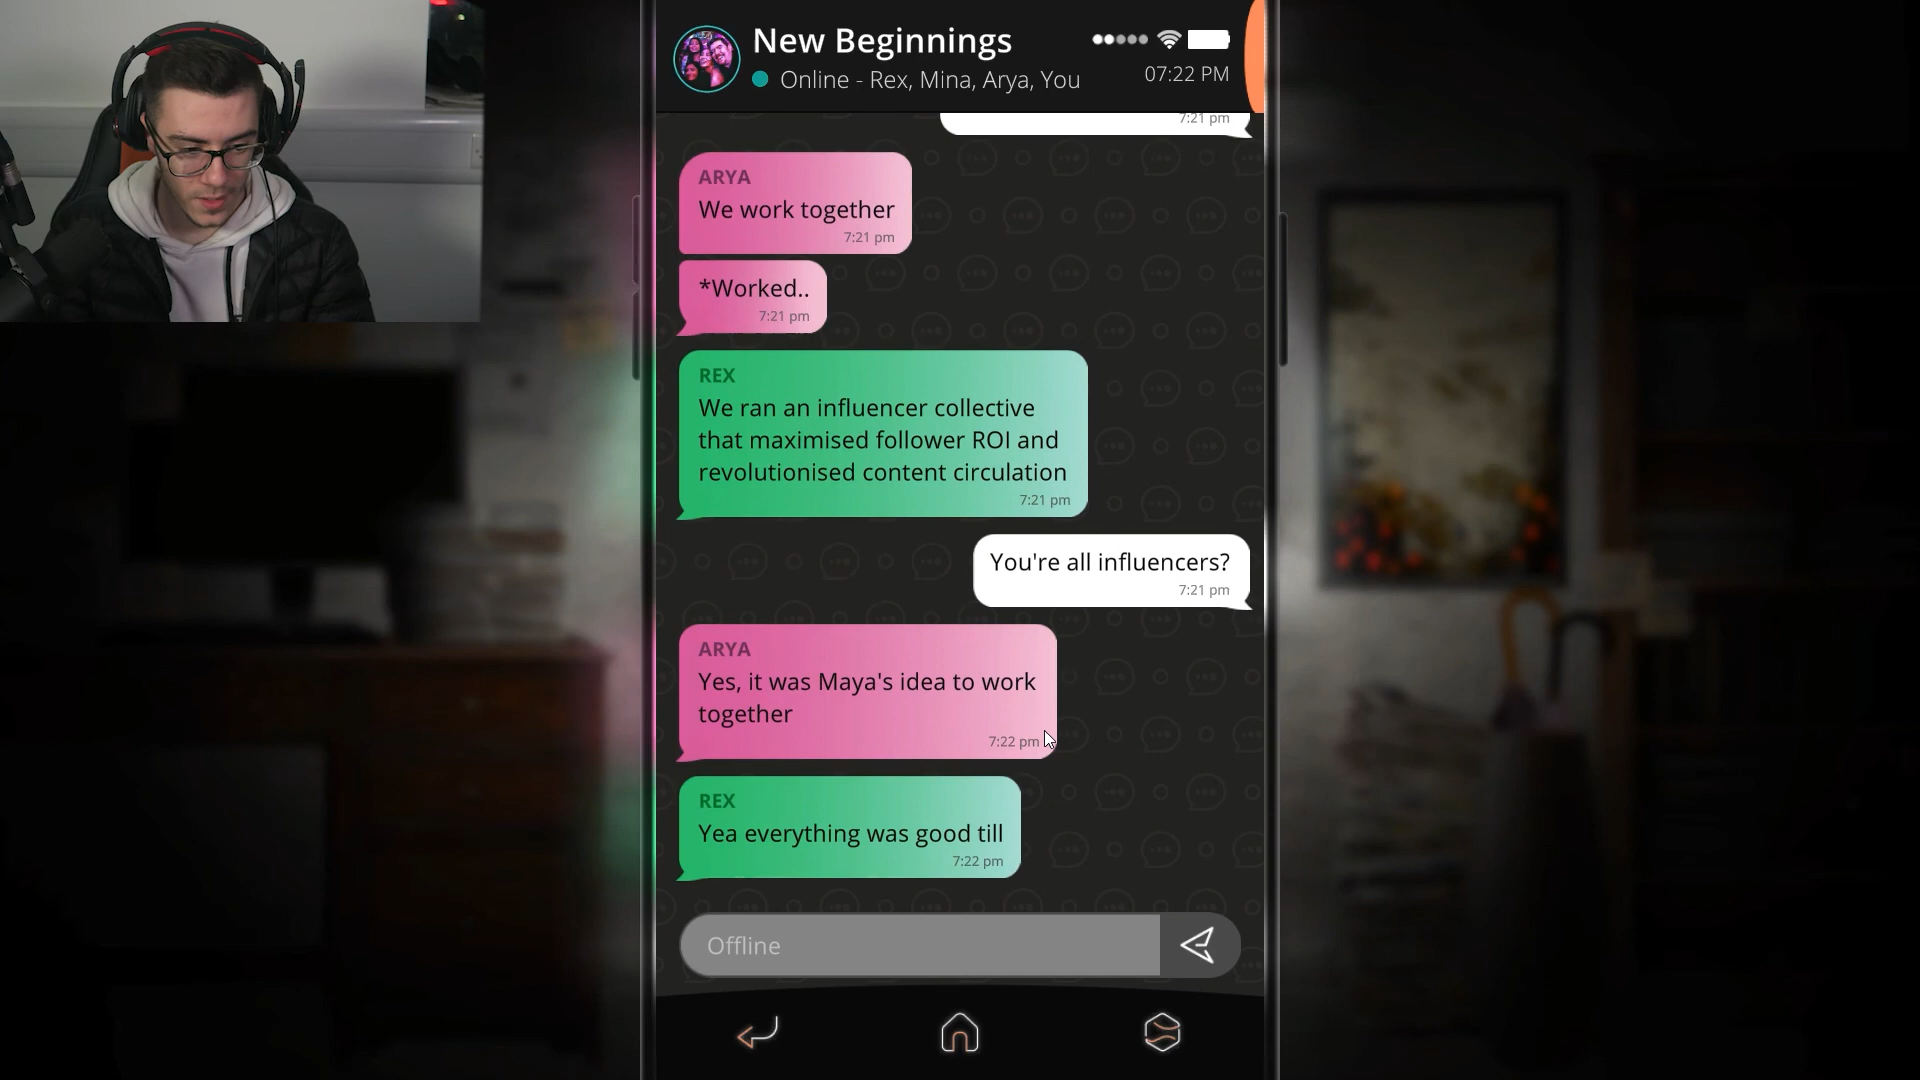 New Beginnings
Online - Rex, Mina, Arya, You
07:22 PM
7:21 pm
ARYA
We work together
7:21 pm
*Worked..
7:21 pm
REX
We ran an influencer collective
that maximised follower ROI and
revolutionised content circulation
7:21 pm
You're all influencers?
7:21 pm
ARYA
Yes, it was Maya's idea to work
together
7:22 pm
REX
Yea everything was good till
7:22 pm
Offline